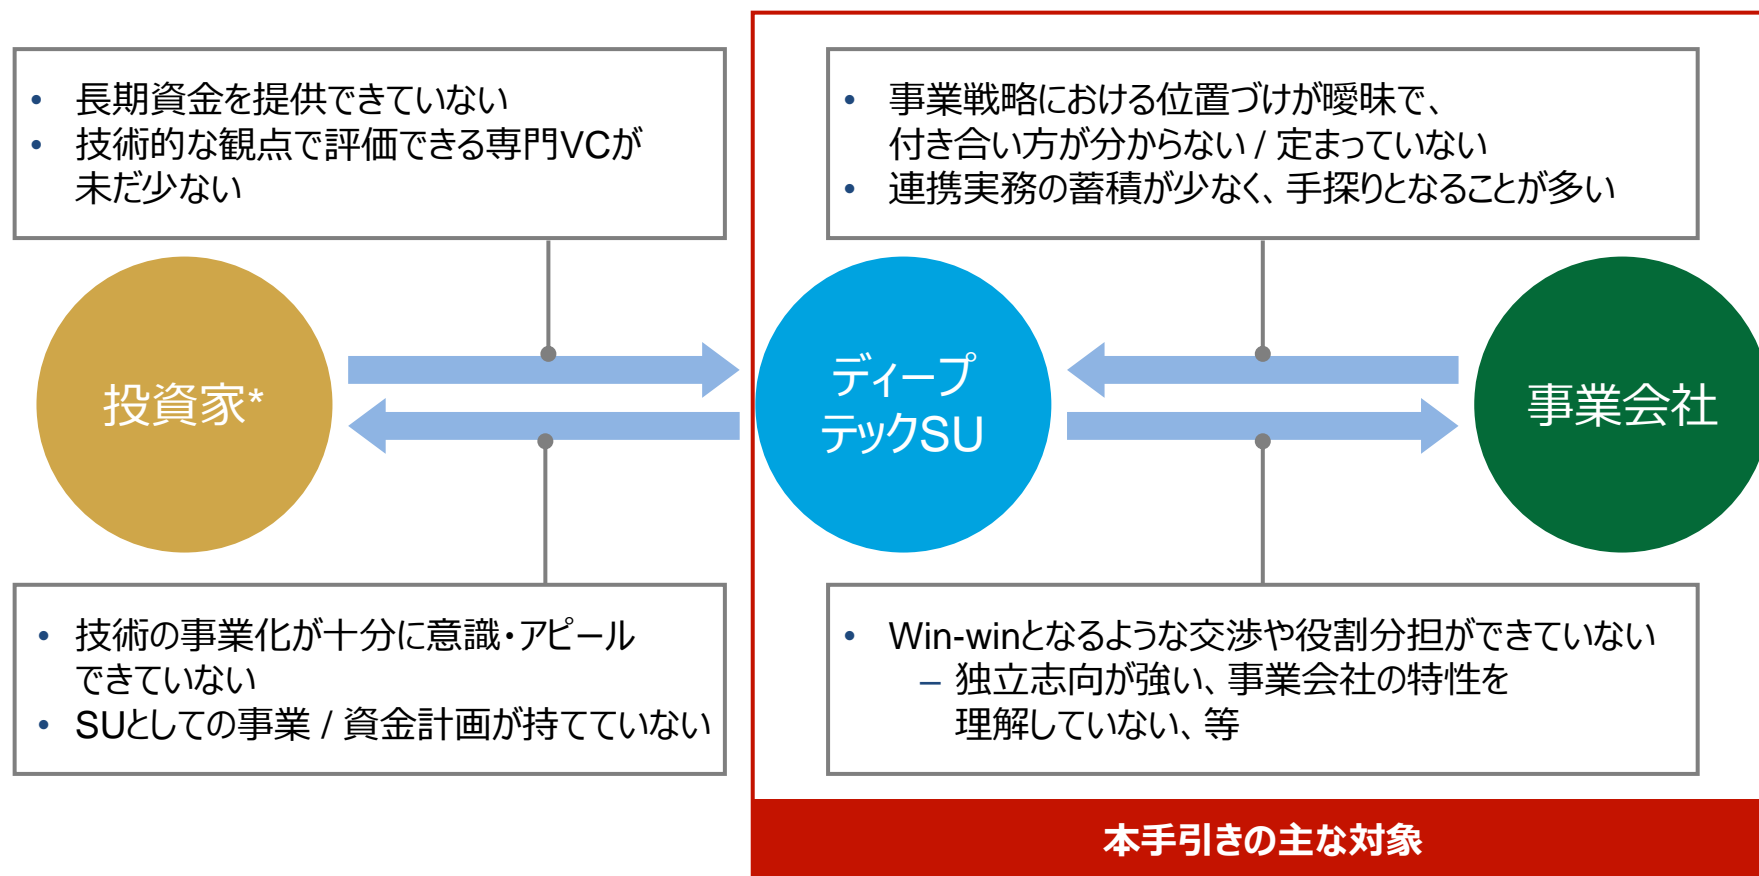 • 長期資金を提供できていない
• 技術的な観点で評価できる専門VCが
未だ少ない
• 事業戦略における位置づけが曖昧で、
付き合い方が分からない / 定まっていない
• 連携実務の蓄積が少なく、手探りとなることが多い
投資家*
ディープ
テックSU
事業会社
• 技術の事業化が十分に意識・アピール
できていない
• SUとしての事業 / 資金計画が持てていない
• Win-winとなるような交渉や役割分担ができていない
– 独立志向が強い、事業会社の特性を
理解していない、等
本手引きの主な対象